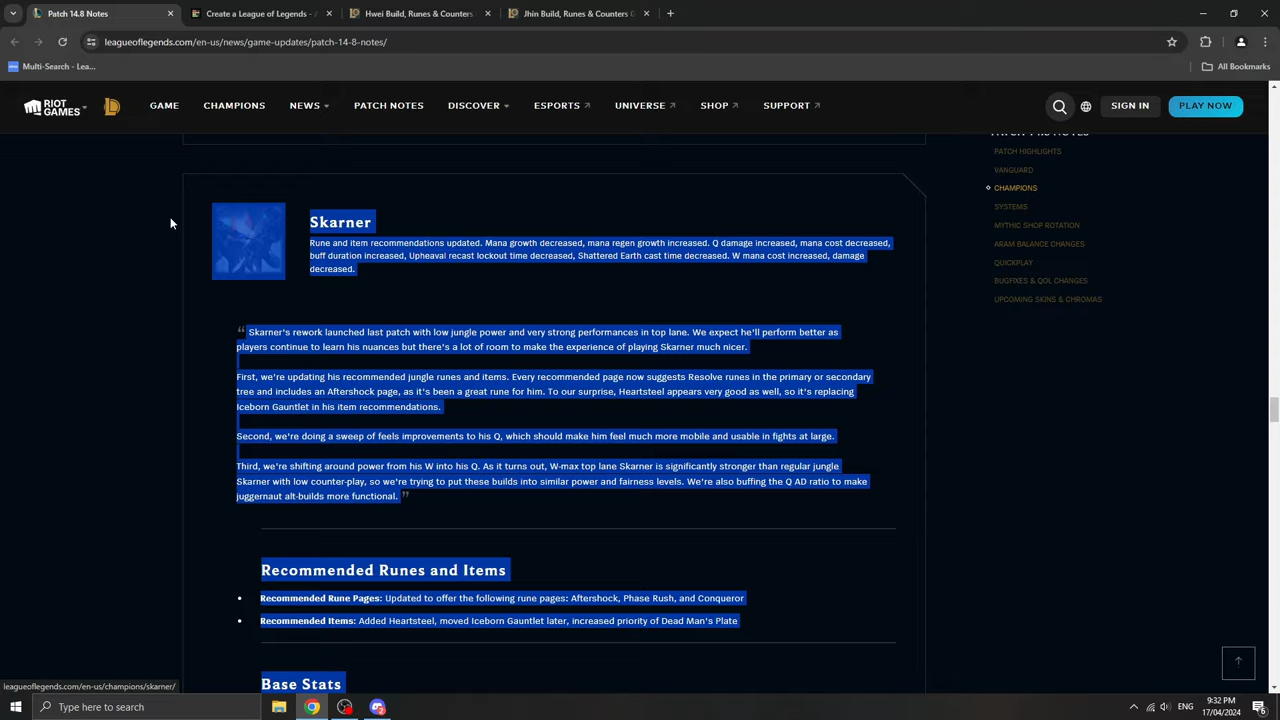 Patch 14.8 Notes
Create a League of Legends - A
Hwei Build, Runes & Counters
Jhin Build, Runes & Counters
leagueoflegends.com/en-us/news/game-updates/patch-14-8-notes/
Multi-Search - Lea...
All Bookmarks
RIOT GAMES
GAME
CHAMPIONS
NEWS
PATCH NOTES
DISCOVER
ESPORTS
UNIVERSE
SHOP
SUPPORT
SIGN IN
PLAY NOW
PATCH HIGHLIGHTS
VANGUARD
CHAMPIONS
SYSTEMS
MYTHIC SHOP ROTATION
ARAM BALANCE CHANGES
QUICKPLAY
BUGFIXES & QOL CHANGES
UPCOMING SKINS & CHROMAS
Skarner
Rune and item recommendations updated. Mana growth decreased, mana regen growth increased. Q damage increased, mana cost decreased,
buff duration increased, Upheaval recast lockout time decreased, Shattered Earth cast time decreased. W mana cost increased, damage
decreased.
“ Skarner's rework launched last patch with low jungle power and very strong performances in top lane. We expect he'll perform better as
players continue to learn his nuances but there's a lot of room to make the experience of playing Skarner much nicer.
First, we're updating his recommended jungle runes and items. Every recommended page now suggests Resolve runes in the primary or secondary
tree and includes an Aftershock page, as it's been a great rune for him. To our surprise, Heartsteel appears very good as well, so it's replacing
Iceborn Gauntlet in his item recommendations.
Second, we're doing a sweep of feels improvements to his Q, which should make him feel much more mobile and usable in fights at large.
Third, we're shifting around power from his W into his Q. As it turns out, W-max top lane Skarner is significantly stronger than regular jungle
Skarner with low counter-play, so we're trying to put these builds into similar power and fairness levels. We're also buffing the Q AD ratio to make
juggernaut alt-builds more functional. ”
Recommended Runes and Items
• Recommended Rune Pages: Updated to offer the following rune pages: Aftershock, Phase Rush, and Conqueror
• Recommended Items: Added Heartsteel, moved Iceborn Gauntlet later, increased priority of Dead Man's Plate
Base Stats
leagueoflegends.com/en-us/champions/skarner/
Type here to search
ENG
9:32 PM
17/04/2024